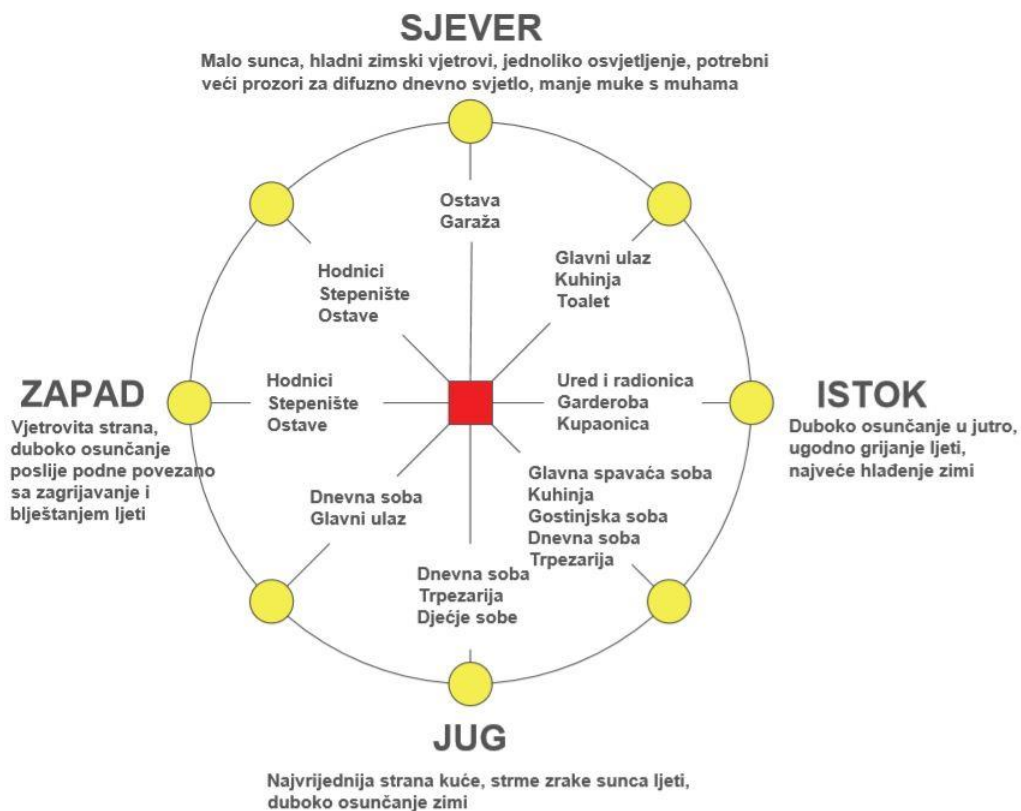 SJEVER
Malo sunca, hladni zimski vjetrovi, jednoliko osvjetljenje, potrebni
veći prozori za difuzno dnevno svjetlo, manje muke s muhama
Ostava
Garaža
Glavni ulaz
Kuhinja
Toalet
Hodnici
Stepenište
Ostave
ZAPAD
Vjetrovita strana,
duboko osunčanje
poslije podne povezano
sa zagrijavanje i
blještanjem ljeti
Hodnici
Stepenište
Ostave
Ured i radionica
Garderoba
Kupaonica
ISTOK
Duboko osunčanje u jutro,
ugodno grijanje ljeti,
najveće hlađenje zimi
Dnevna soba
Glavni ulaz
Glavna spavaća soba
Kuhinja
Gostinjska soba
Dnevna soba
Trpezarija
Dnevna soba
Trpezarija
Dječje sobe
JUG
Najvrijednija strana kuće, strme zrake sunca ljeti,
duboko osunčanje zimi